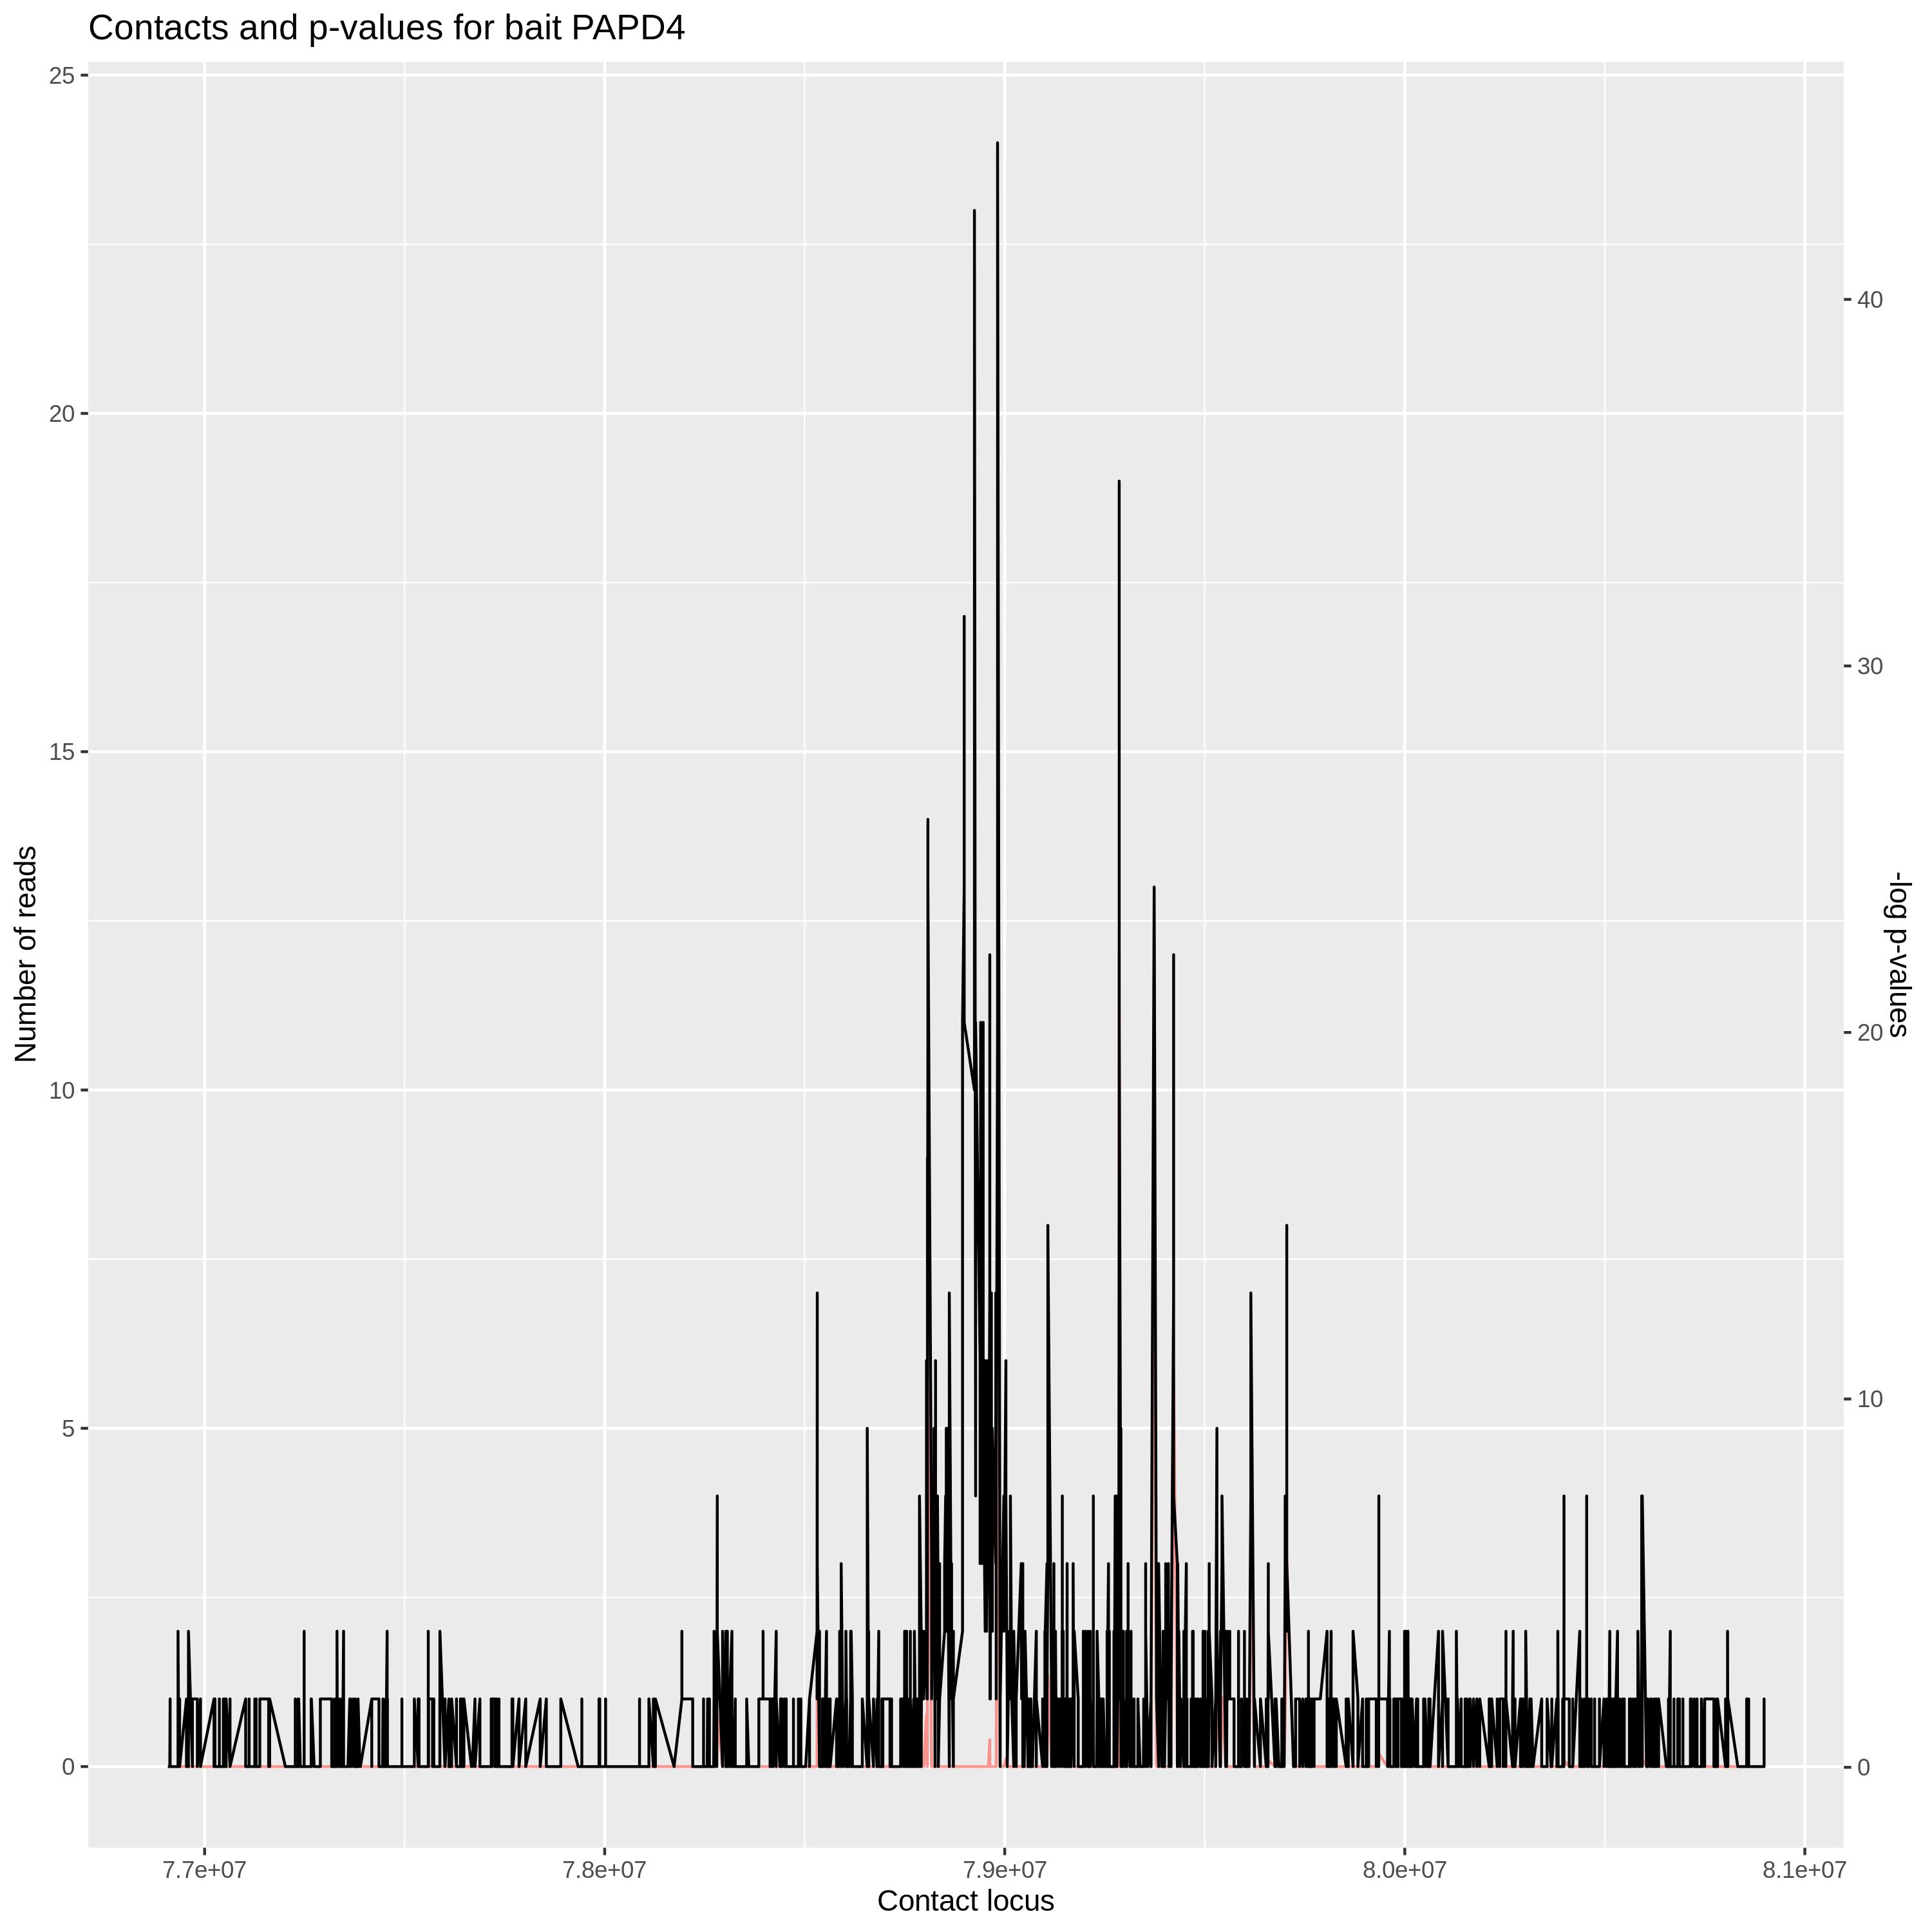 Contacts and p-values for bait PAPD4
25
20
15
10
5
0
Number of reads
40
30
20
10
0
-log p-values
7.7e+07 7.8e+07 7.9e+07 8.0e+07 8.1e+07
Contact locus